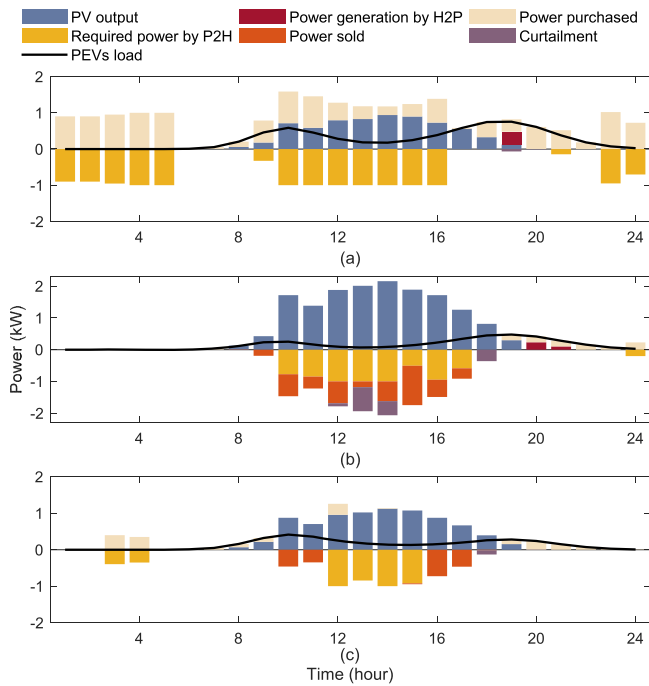 PV output
Power generation by H2P
Power purchased
Required power by P2H
Power sold
Curtailment
PEVs load
2
1
0
-1
-2
4
8
12
16
20
24
(a)
2
1
0
-1
-2
4
8
12
16
20
24
(b)
Power (kW)
2
1
0
-1
-2
4
8
12
16
20
24
(c)
Time (hour)